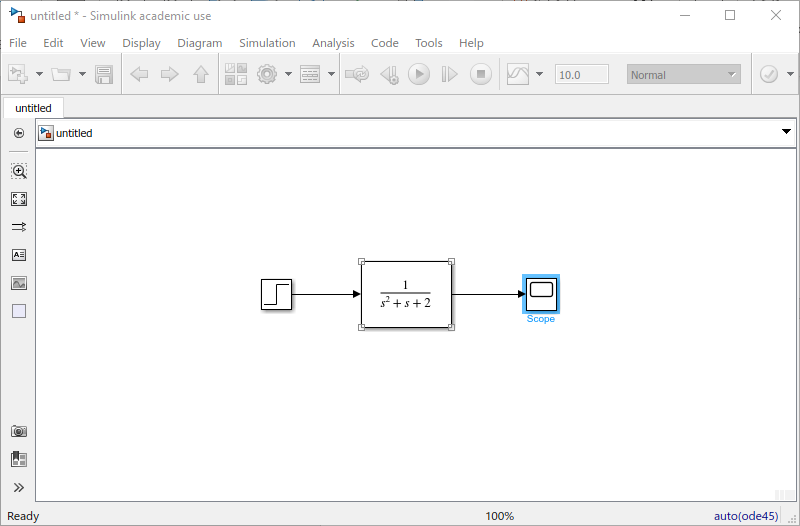 untitled * - Simulink academic use
File Edit View Display Diagram Simulation Analysis Code Tools Help
10.0 Normal
untitled
untitled
A
1
s² + s + 2
Scope
Ready 100% auto(ode45)